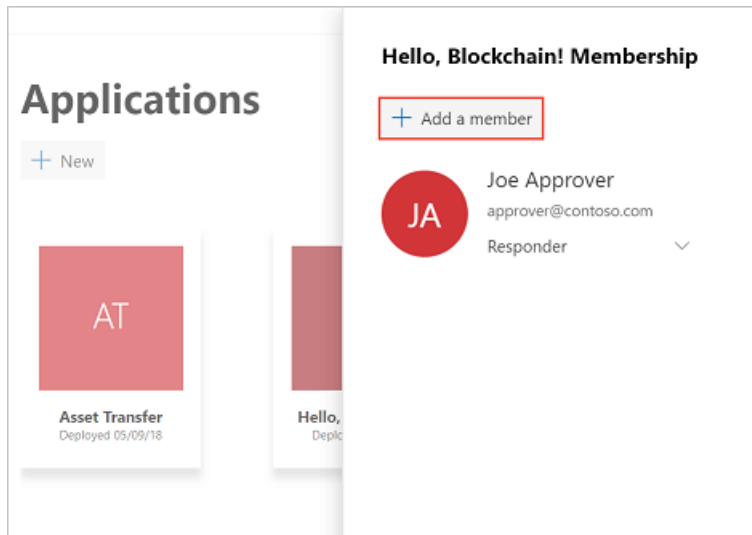 Applications
+ New
AT
Asset Transfer
Deployed 05/09/18
Hello,
Hello, Blockchain! Membership
+ Add a member
JA
Joe Approver
approver@contoso.com
Responder